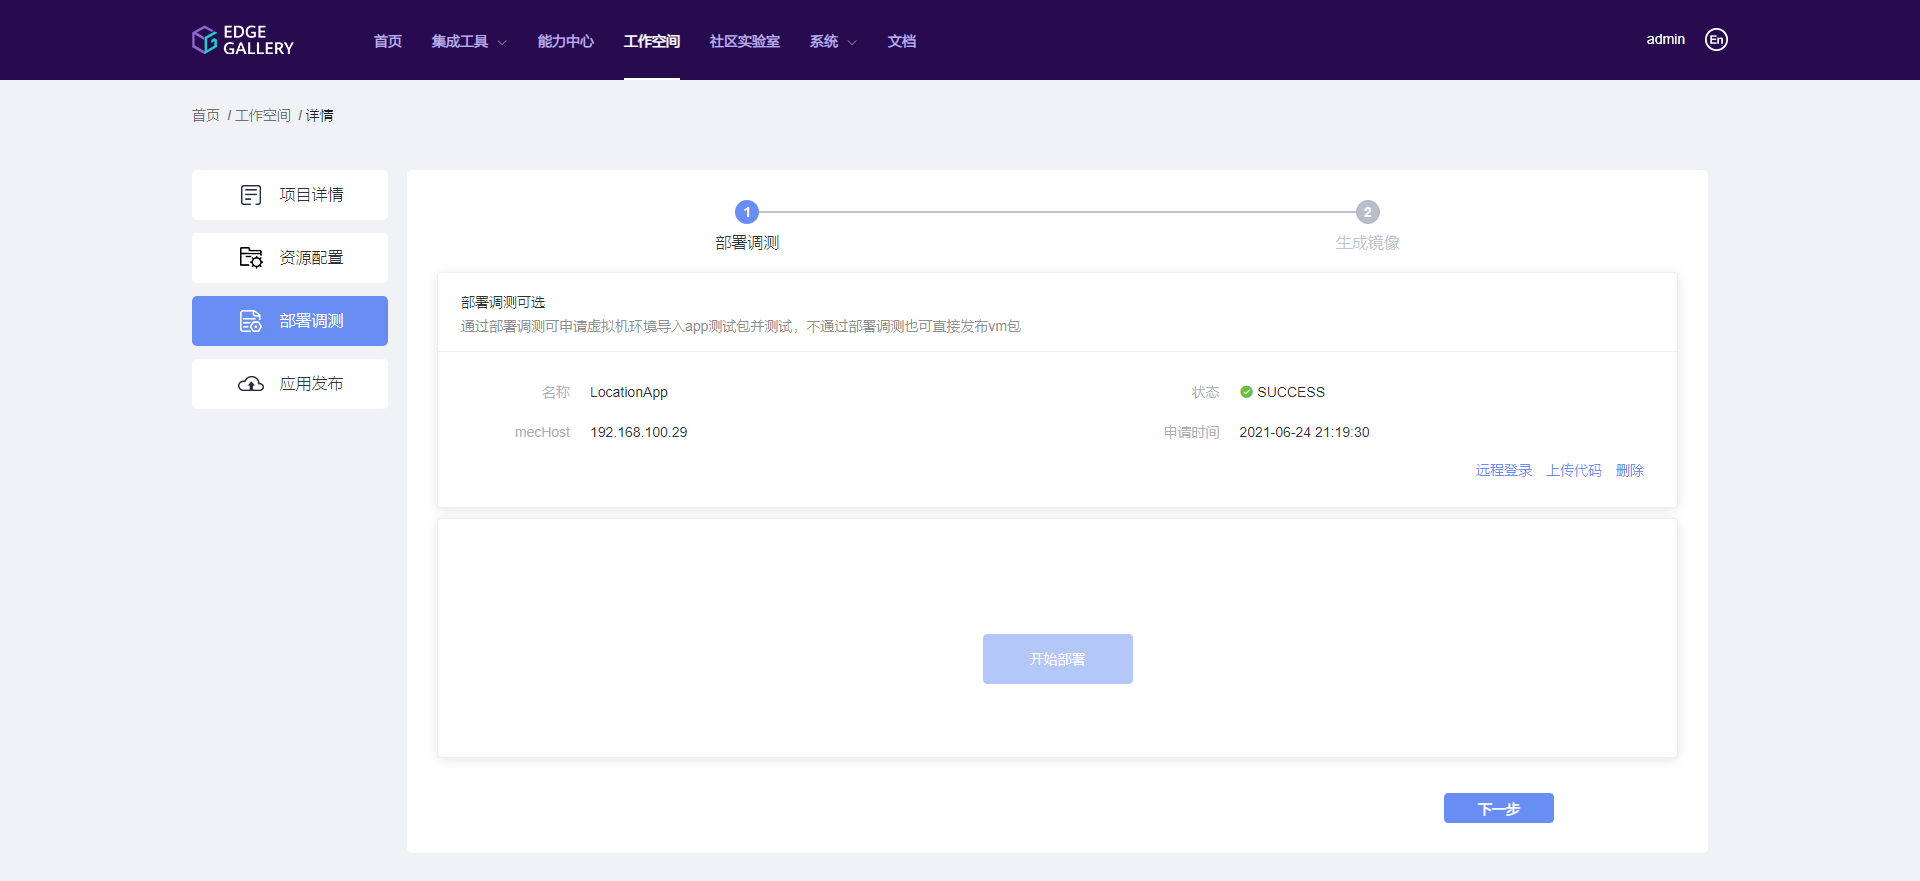 EDGE
GALLERY
首页 集成工具 能力中心 工作空间 社区实验室 系统 文档
admin En
首页 / 工作空间 / 详情
项目详情
资源配置
部署调测
应用发布
1 2
部署调测 生成镜像
部署调测可选
通过部署调测可申请虚拟机环境导入app测试包并测试，不通过部署调测也可直接发布vm包
名称 LocationApp 状态 SUCCESS
mecHost 192.168.100.29 申请时间 2021-06-24 21:19:30
远程登录 上传代码 删除
开始部署
下一步